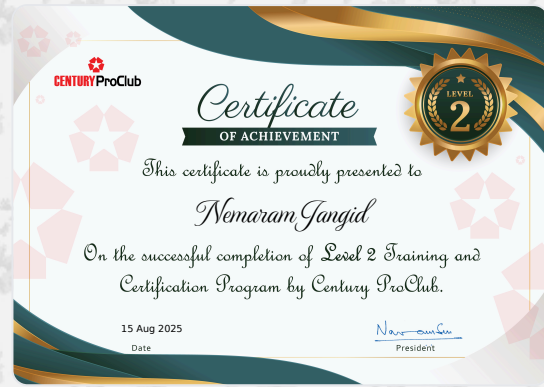 CENTURY ProClub
LEVEL
2
Certificate
OF ACHIEVEMENT
This certificate is proudly presented to
Nemaram Jangid
On the successful completion of Level 2 Training and
Certification Program by Century ProClub.
15 Aug 2025
Date
President